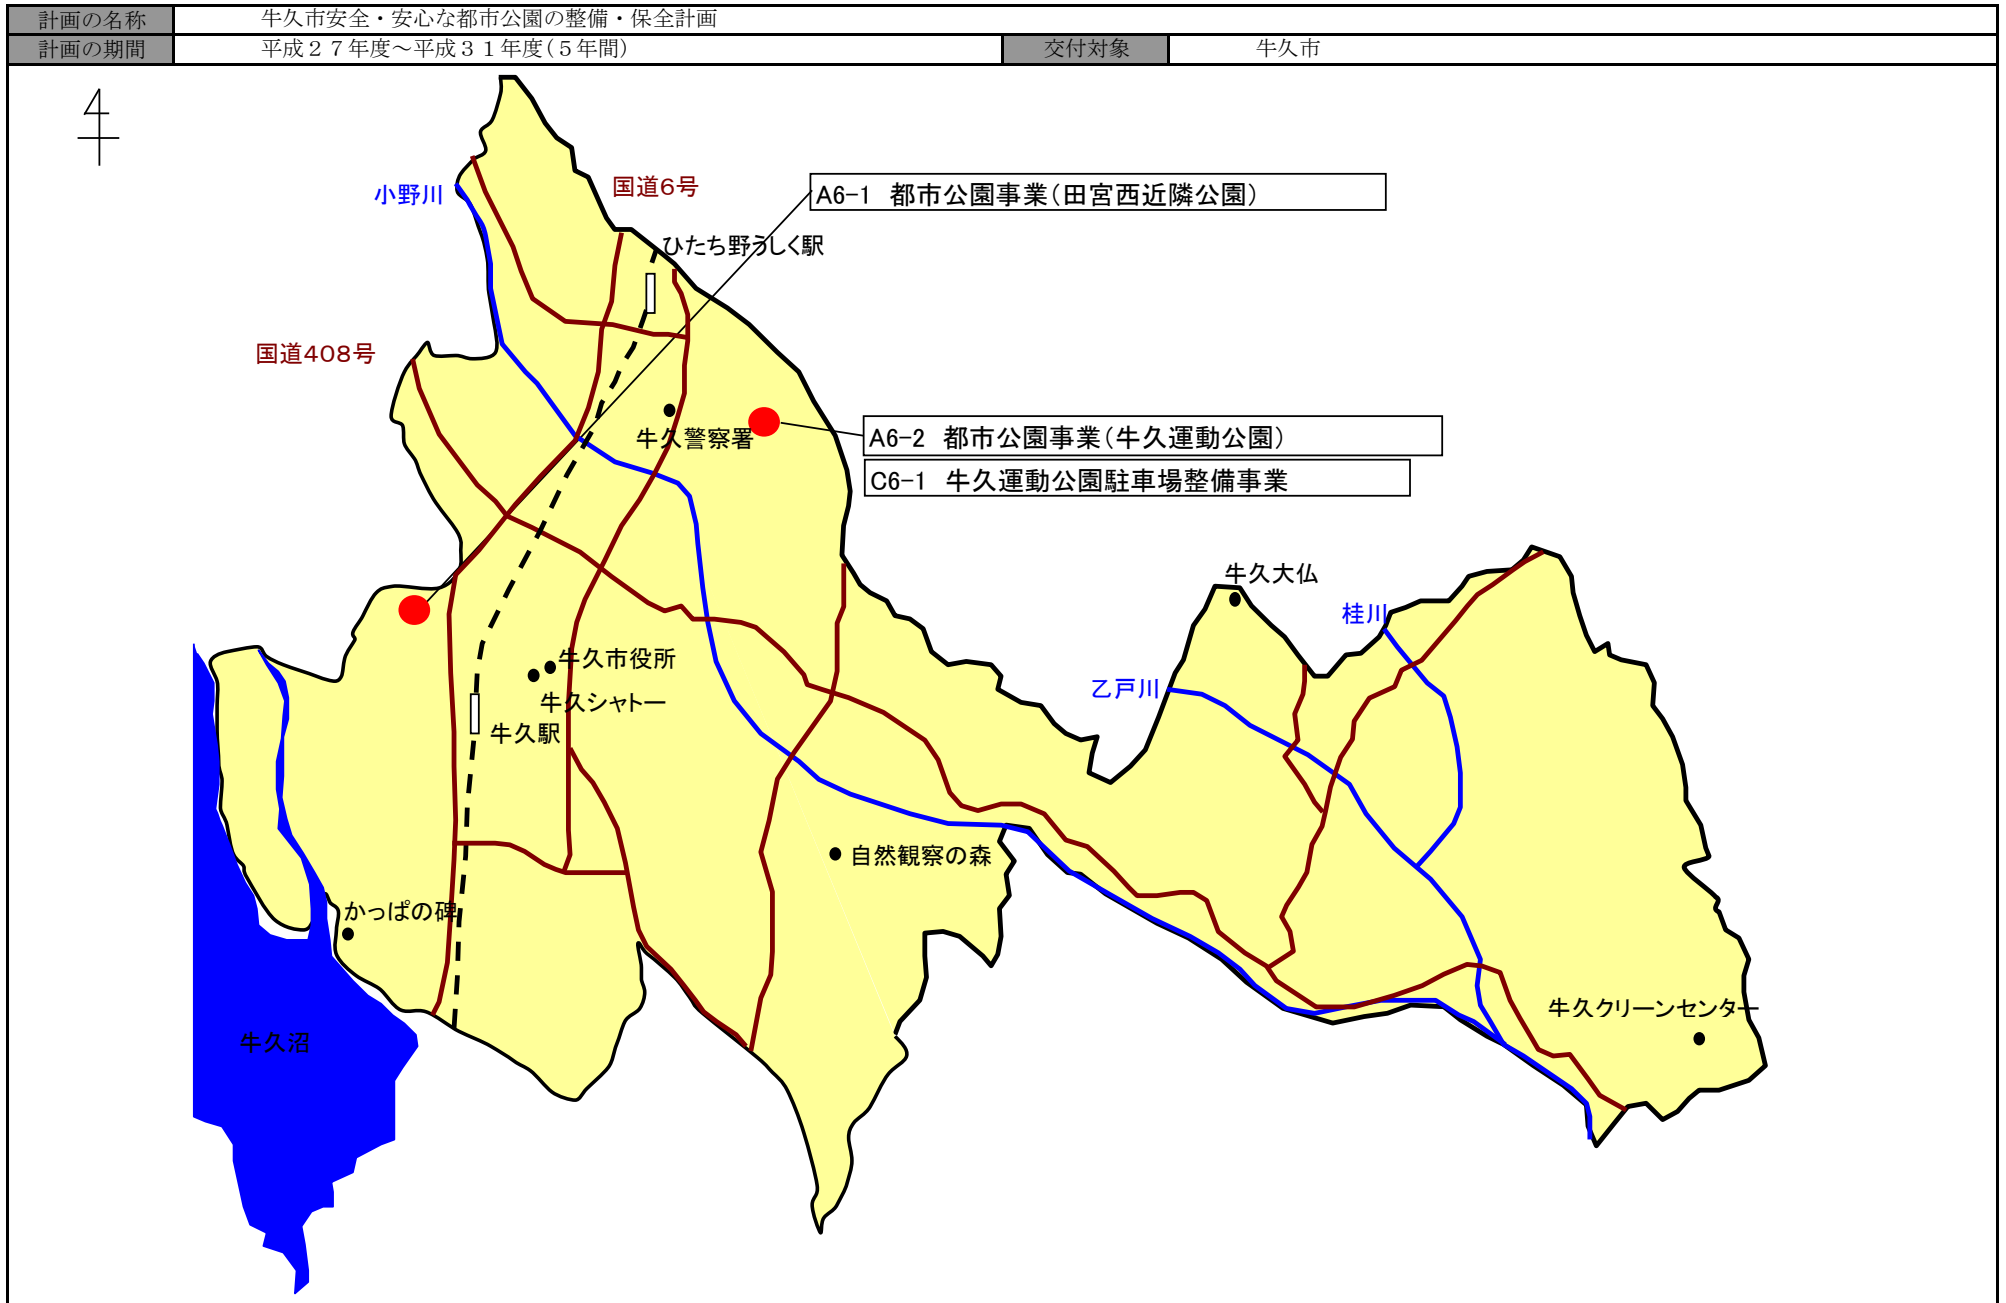 計画の名称 牛久市安全・安心な都市公園の整備・保全計画
計画の期間 平成２７年度～平成３１年度（５年間） 交付対象 牛久市
小野川
国道6号
A6-1 都市公園事業（田宮西近隣公園）
ひたち野うしく駅
国道408号
牛久警察署
A6-2 都市公園事業（牛久運動公園）
C6-1 牛久運動公園駐車場整備事業
牛久大仏
桂川
乙戸川
牛久市役所
牛久シャトー
牛久駅
自然観察の森
かっぱの碑
牛久クリーンセンター
牛久沼